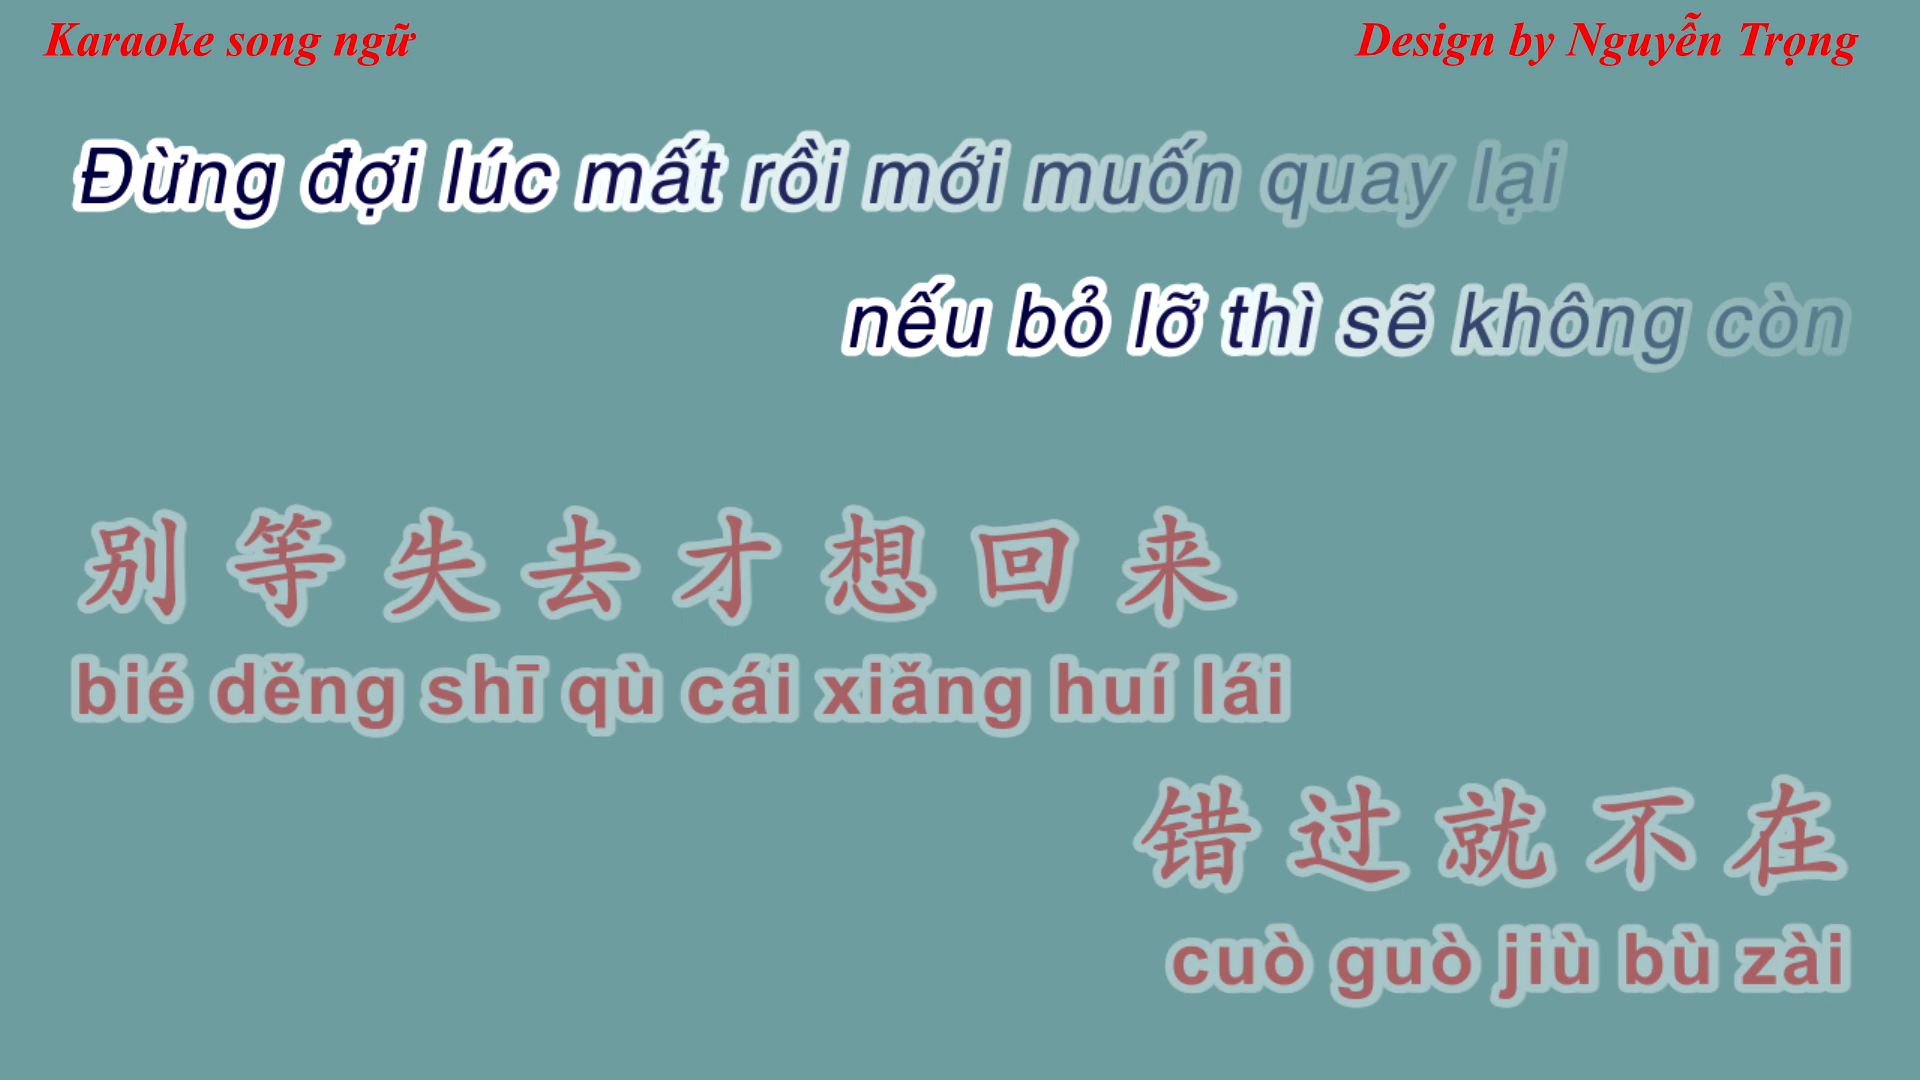 Karaoke song ngữ
Design by Nguyễn Trọng
Đừng đợi lúc mất rồi mới muốn quay lại
nếu bỏ lỡ thì sẽ không còn
别等失去才想回来
bié děng shī qù cái xiǎng huí lái
错过就不在
cuò guò jiù bù zài